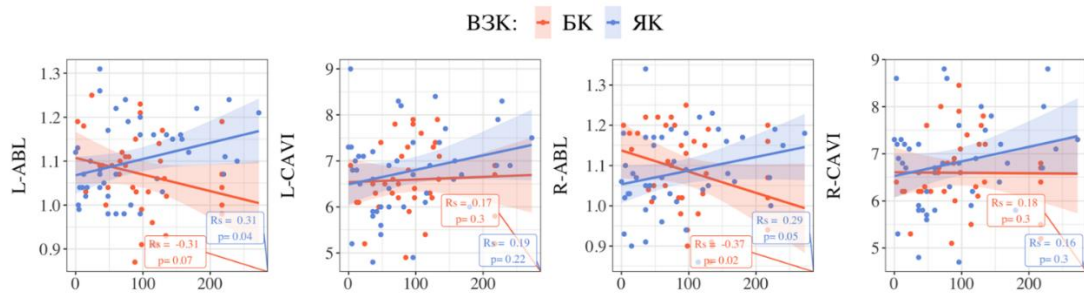 ВЗК: БК ЯК
L-ABL
1.3
1.2
1.1
1.0
0.9
0 100 200
Rs = 0.31
p= 0.04
Rs = -0.31
p= 0.07
L-CAVI
9
8
7
6
5
0 100 200
Rs = 0.17
p= 0.3
Rs = 0.19
p= 0.22
R-ABL
1.3
1.2
1.1
1.0
0.9
0 100 200
Rs = 0.29
p= 0.05
Rs = -0.37
p= 0.02
R-CAVI
9
8
7
6
5
0 100 200
Rs = 0.18
p= 0.3
Rs = 0.16
p= 0.3